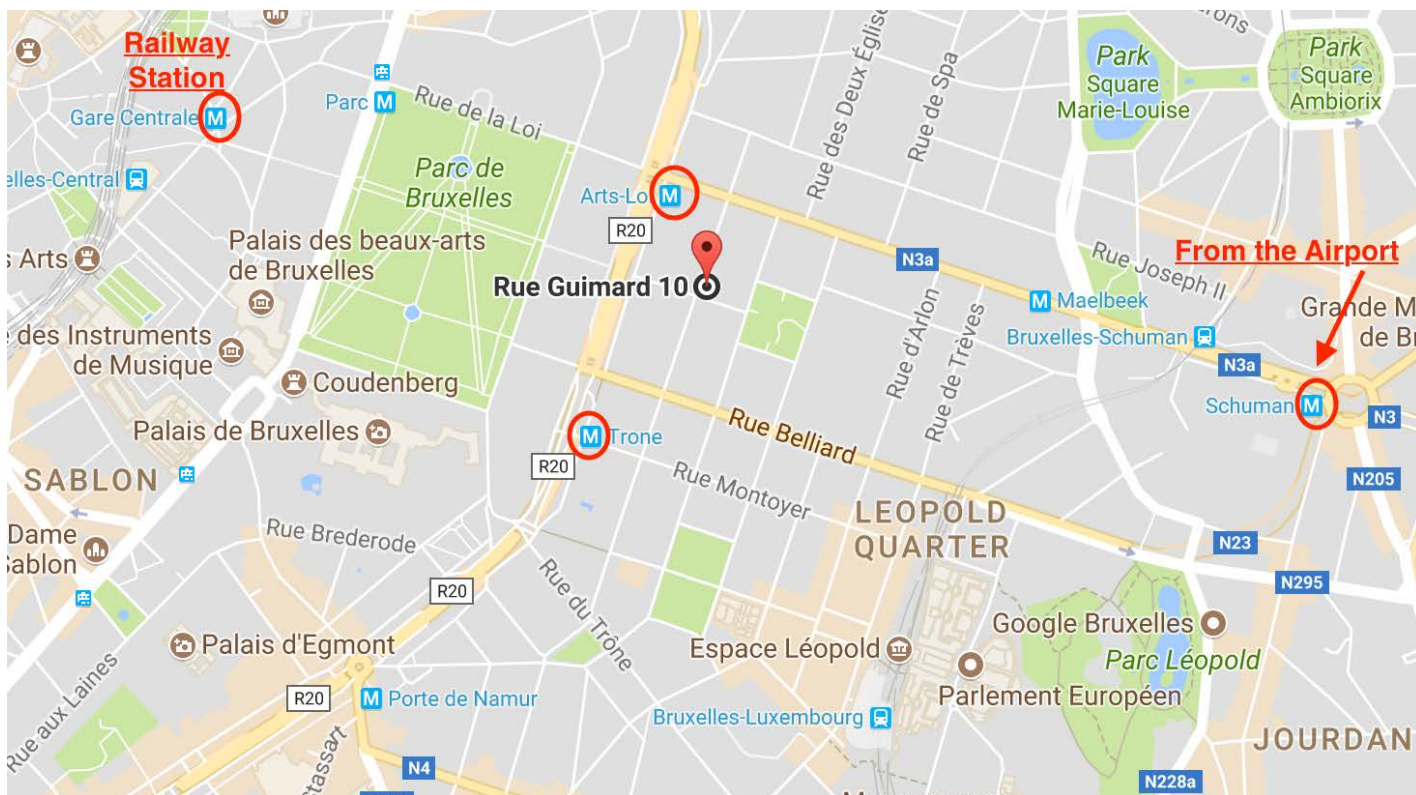 Railway
Station
Gare Centrale M
Parc M
Rue de la Loi
Parc de
Bruxelles
elles-Central
Arts-Lo M
R20
Rue Guimard 10
Palais des beaux-arts
de Bruxelles
s Arts
e des Instruments
de Musique
Coudenberg
Palais de Bruxelles
SABLON
Dame
Sablon
Rue Brederode
R20
M Trone
R20
Rue du Trône
Palais d'Egmont
R20
M Porte de Namur
Rue aux Laines
stassart
N4
Rue des Deux Églises
Rue de Spa
Park
Square
Marie-Louise
Park
Square
Ambiorix
N3a
Rue Joseph II
From the Airport
M Maelbeek
Bruxelles-Schuman
Grande M
de Br
N3a
Schuman M
N3
N205
Rue d'Arlon
Rue de Trèves
Rue Belliard
Rue Montoyer
LEOPOLD
QUARTER
N23
N295
Google Bruxelles
Parc Léopold
Espace Léopold
Parlement Européen
Bruxelles-Luxembourg
JOURDAN
N228a